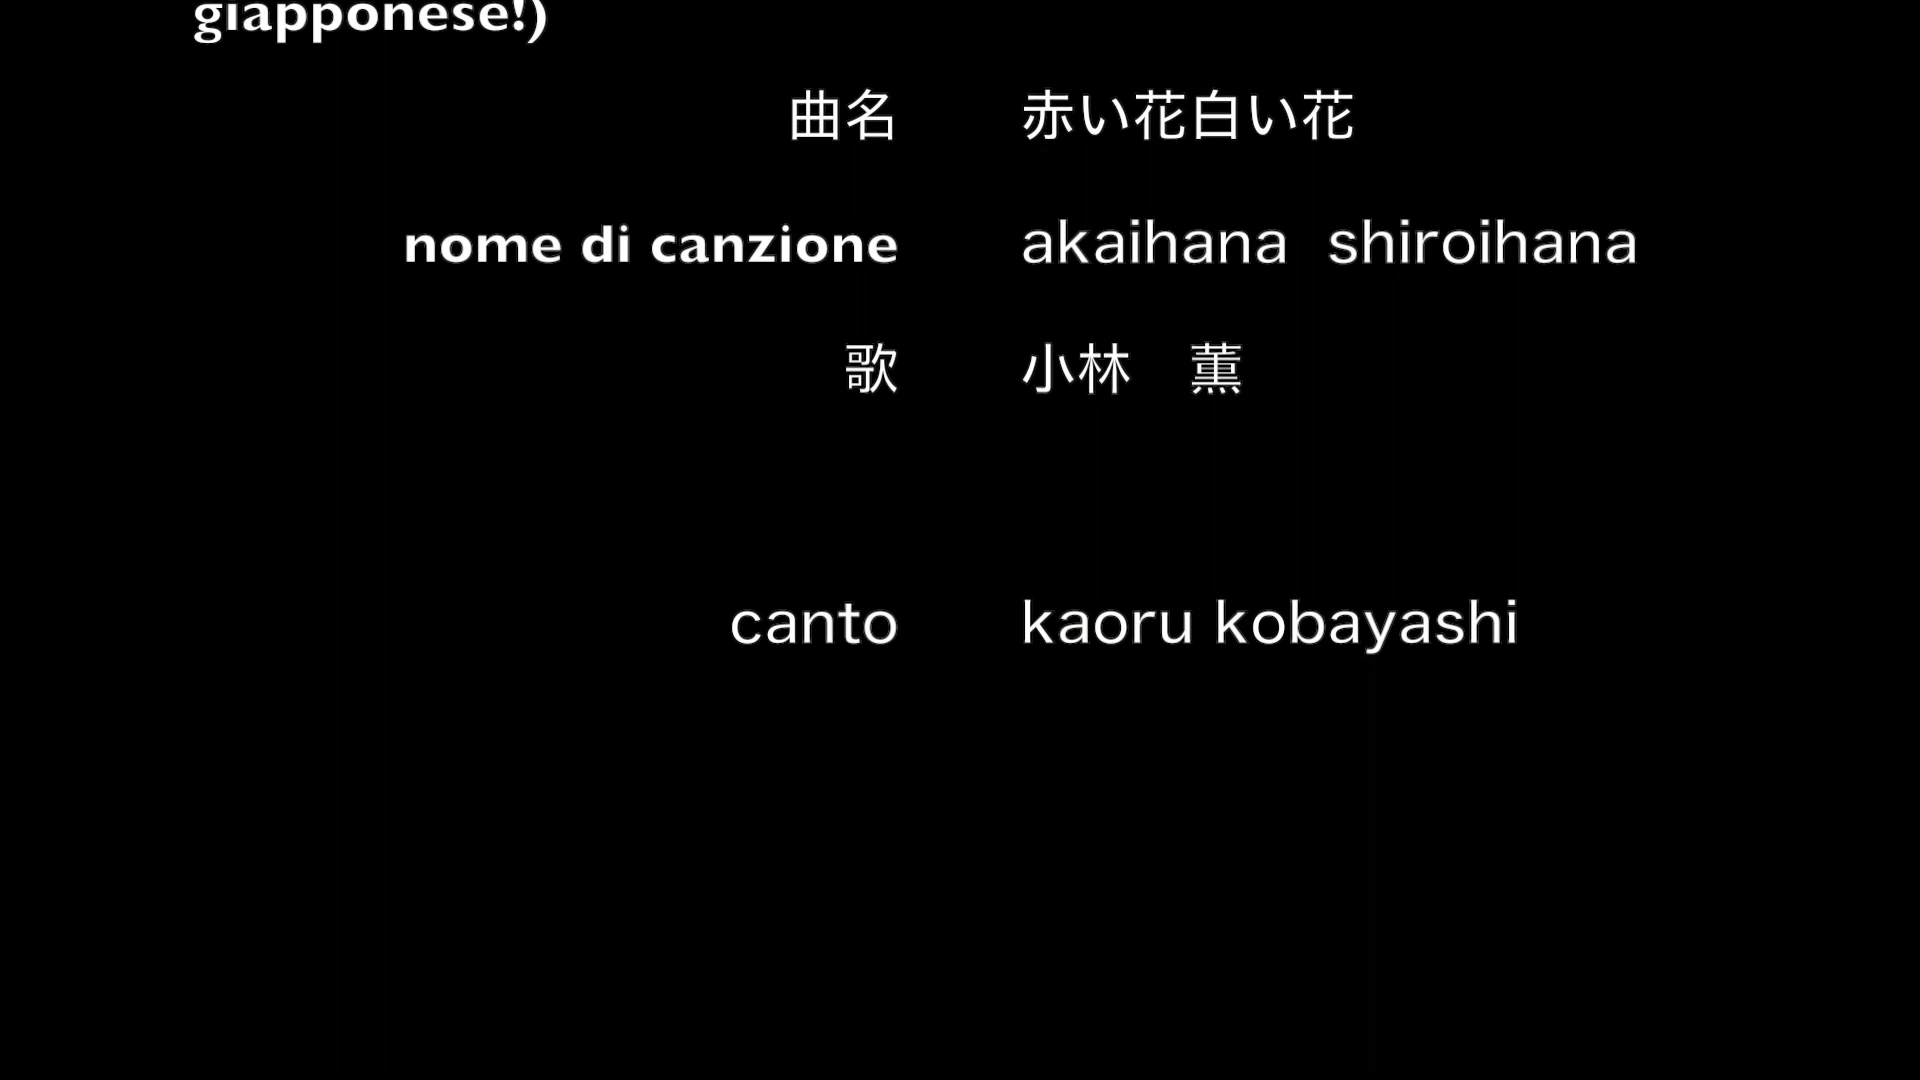 giapponese!)
曲名 赤い花白い花
nome di canzione akaihana shiroihana
歌 小林 薫
canto kaoru kobayashi